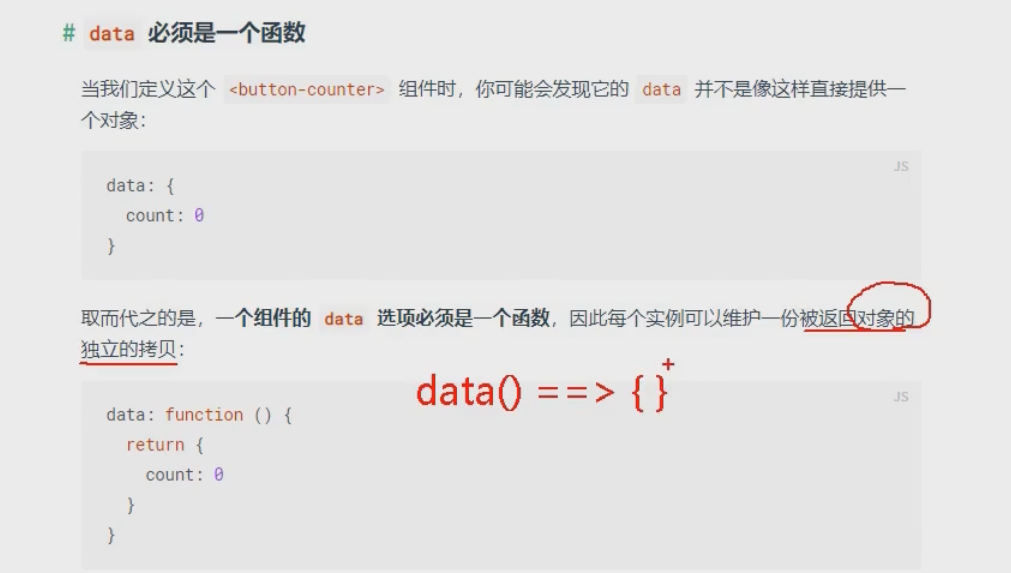 # data 必须是一个函数
当我们定义这个 <button-counter> 组件时，你可能会发现它的 data 并不是像这样直接提供一
个对象：
JS
data: {
  count: 0
}
取而代之的是，一个组件的 data 选项必须是一个函数，因此每个实例可以维护一份被返回对象的
独立的拷贝：
data() ==> { }
JS
data: function () {
  return {
    count: 0
  }
}